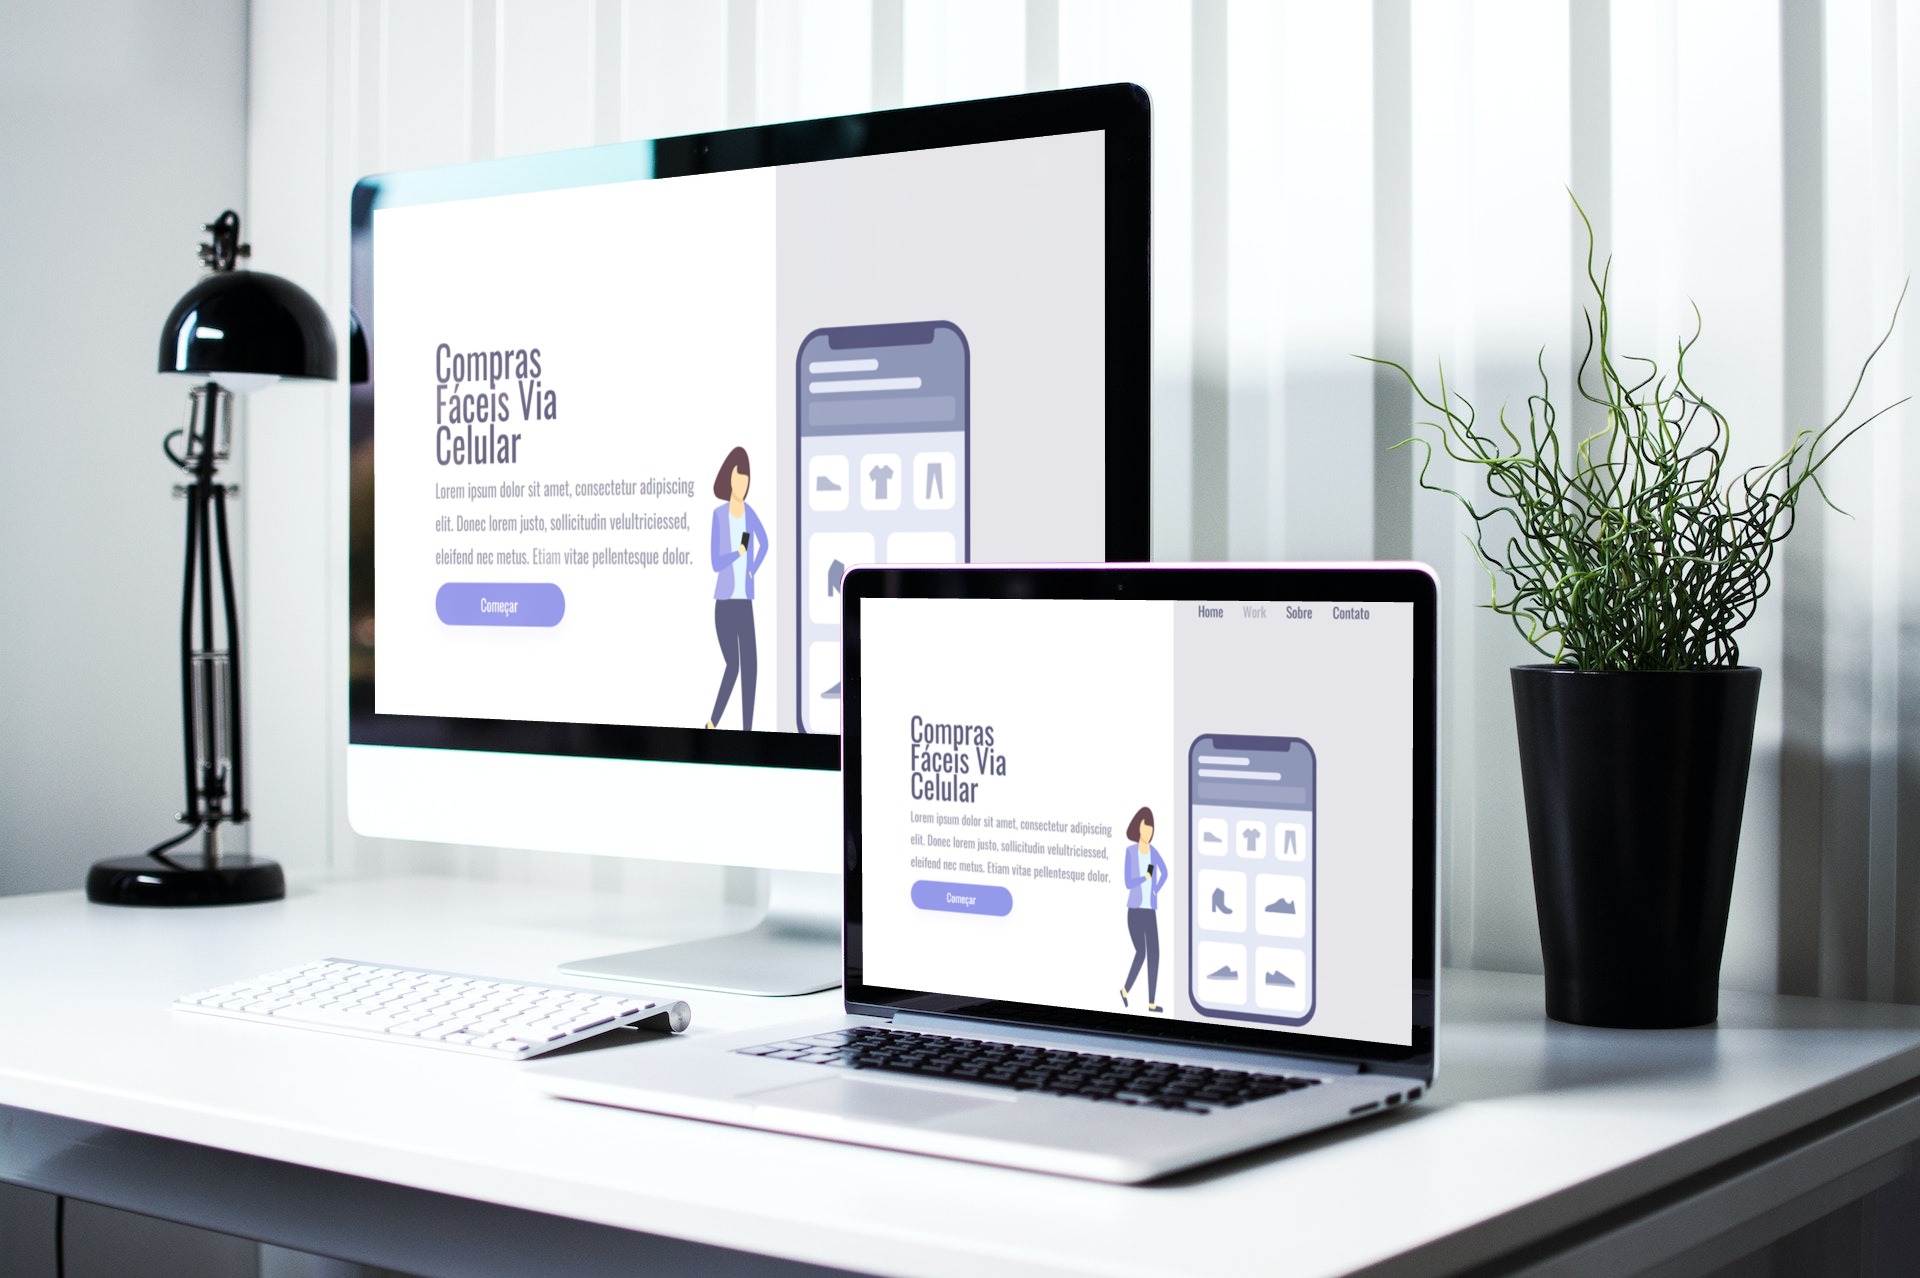 Compras
Fáceis Via
Celular
Lorem ipsum dolor sit amet, consectetur adipiscing
elit. Donec lorem justo, sollicitudin velultriciessed,
eleifend nec metus. Etiam vitae pellentesque dolor.
Começar
Home Work Sobre Contato
Compras
Fáceis Via
Celular
Lorem ipsum dolor sit amet, consectetur adipiscing
elit. Donec lorem justo, sollicitudin velultriciessed,
eleifend nec metus. Etiam vitae pellentesque dolor.
Começar